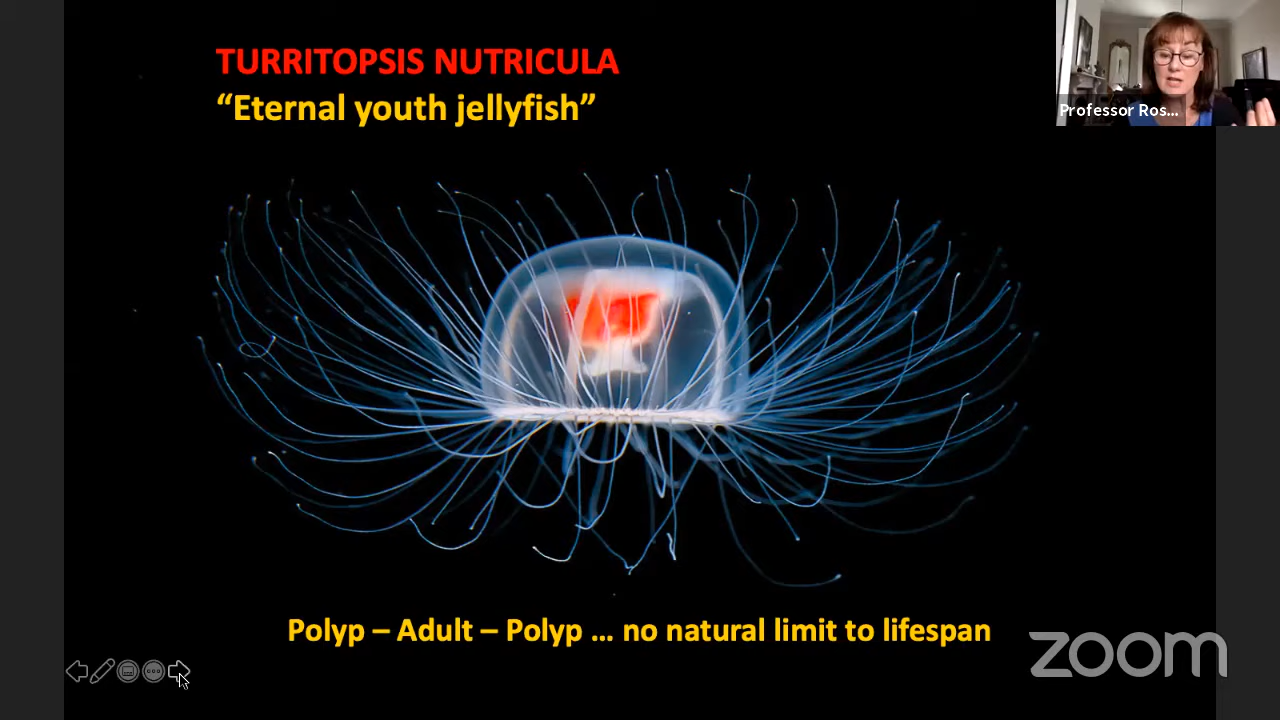 TURRITOPSIS NUTRICULA
“Eternal youth jellyfish”
Professor Ros...
Polyp – Adult – Polyp … no natural limit to lifespan
zoom